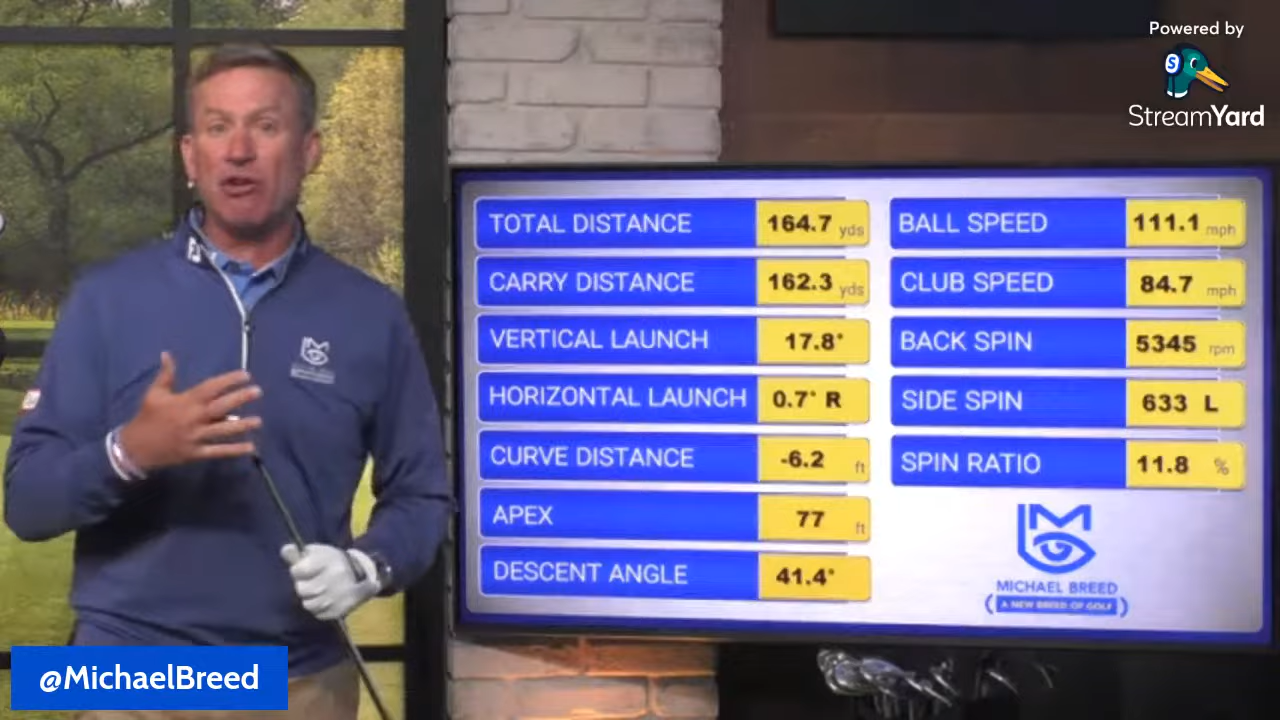 Powered by
StreamYard
TOTAL DISTANCE 164.7 yds
CARRY DISTANCE 162.3 yds
VERTICAL LAUNCH 17.8°
HORIZONTAL LAUNCH 0.7° R
CURVE DISTANCE -6.2 ft
APEX 77 ft
DESCENT ANGLE 41.4°
BALL SPEED 111.1 mph
CLUB SPEED 84.7 mph
BACK SPIN 5345 rpm
SIDE SPIN 633 L
SPIN RATIO 11.8 %
MICHAEL BREED
A NEW BREED OF GOLF
@MichaelBreed